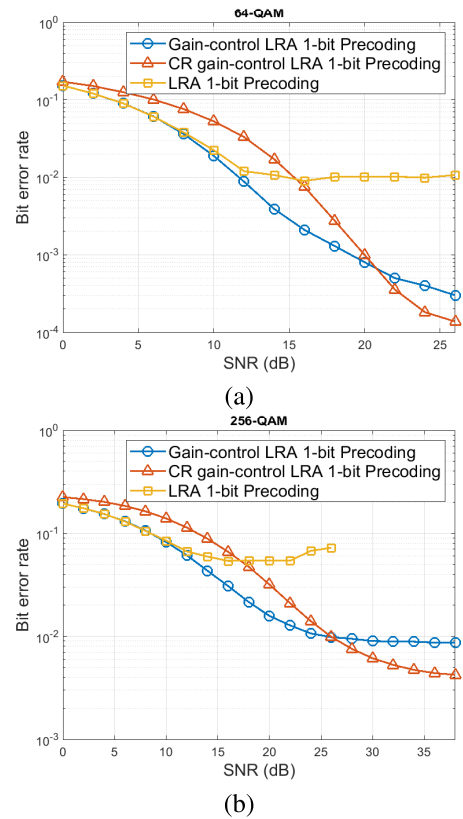 64-QAM
10^0
10^-1
10^-2
10^-3
10^-4
Bit error rate
Gain-control LRA 1-bit Precoding
CR gain-control LRA 1-bit Precoding
LRA 1-bit Precoding
0 5 10 15 20 25
SNR (dB)
(a)
256-QAM
10^0
10^-1
10^-2
10^-3
Bit error rate
Gain-control LRA 1-bit Precoding
CR gain-control LRA 1-bit Precoding
LRA 1-bit Precoding
0 5 10 15 20 25 30 35
SNR (dB)
(b)